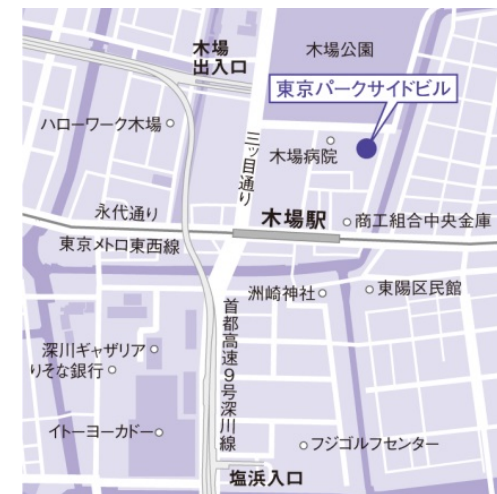 木場
出入口
木場公園
東京パークサイドビル
ハローワーク木場
三ッ目通り
木場病院
永代通り
木場駅
商工組合中央金庫
東京メトロ東西線
洲崎神社
東陽区民館
首都高速9号深川線
深川ギャザリア
りそな銀行
イトーヨーカドー
フジゴルフセンター
塩浜入口